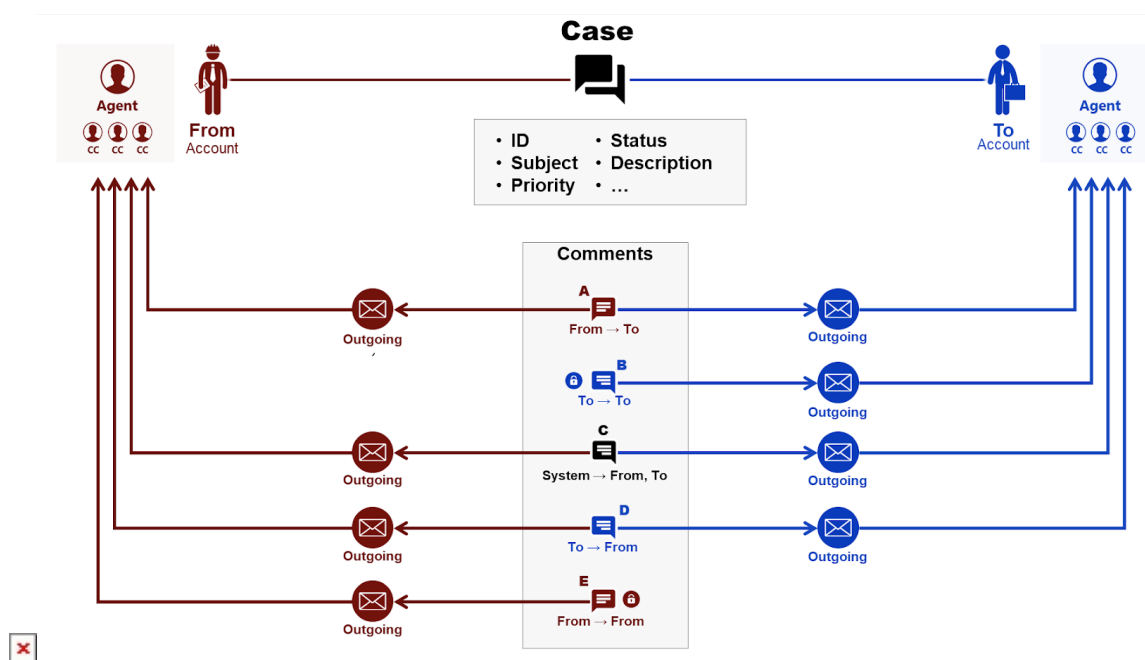 Case
Agent
cc cc cc
From
Account
To
Account
Agent
cc cc cc
• ID
• Subject
• Priority
• Status
• Description
• ...
Comments
A
From → To
Outgoing
Outgoing
B
To → To
Outgoing
C
System → From, To
Outgoing
Outgoing
D
To → From
Outgoing
Outgoing
E
From → From
Outgoing